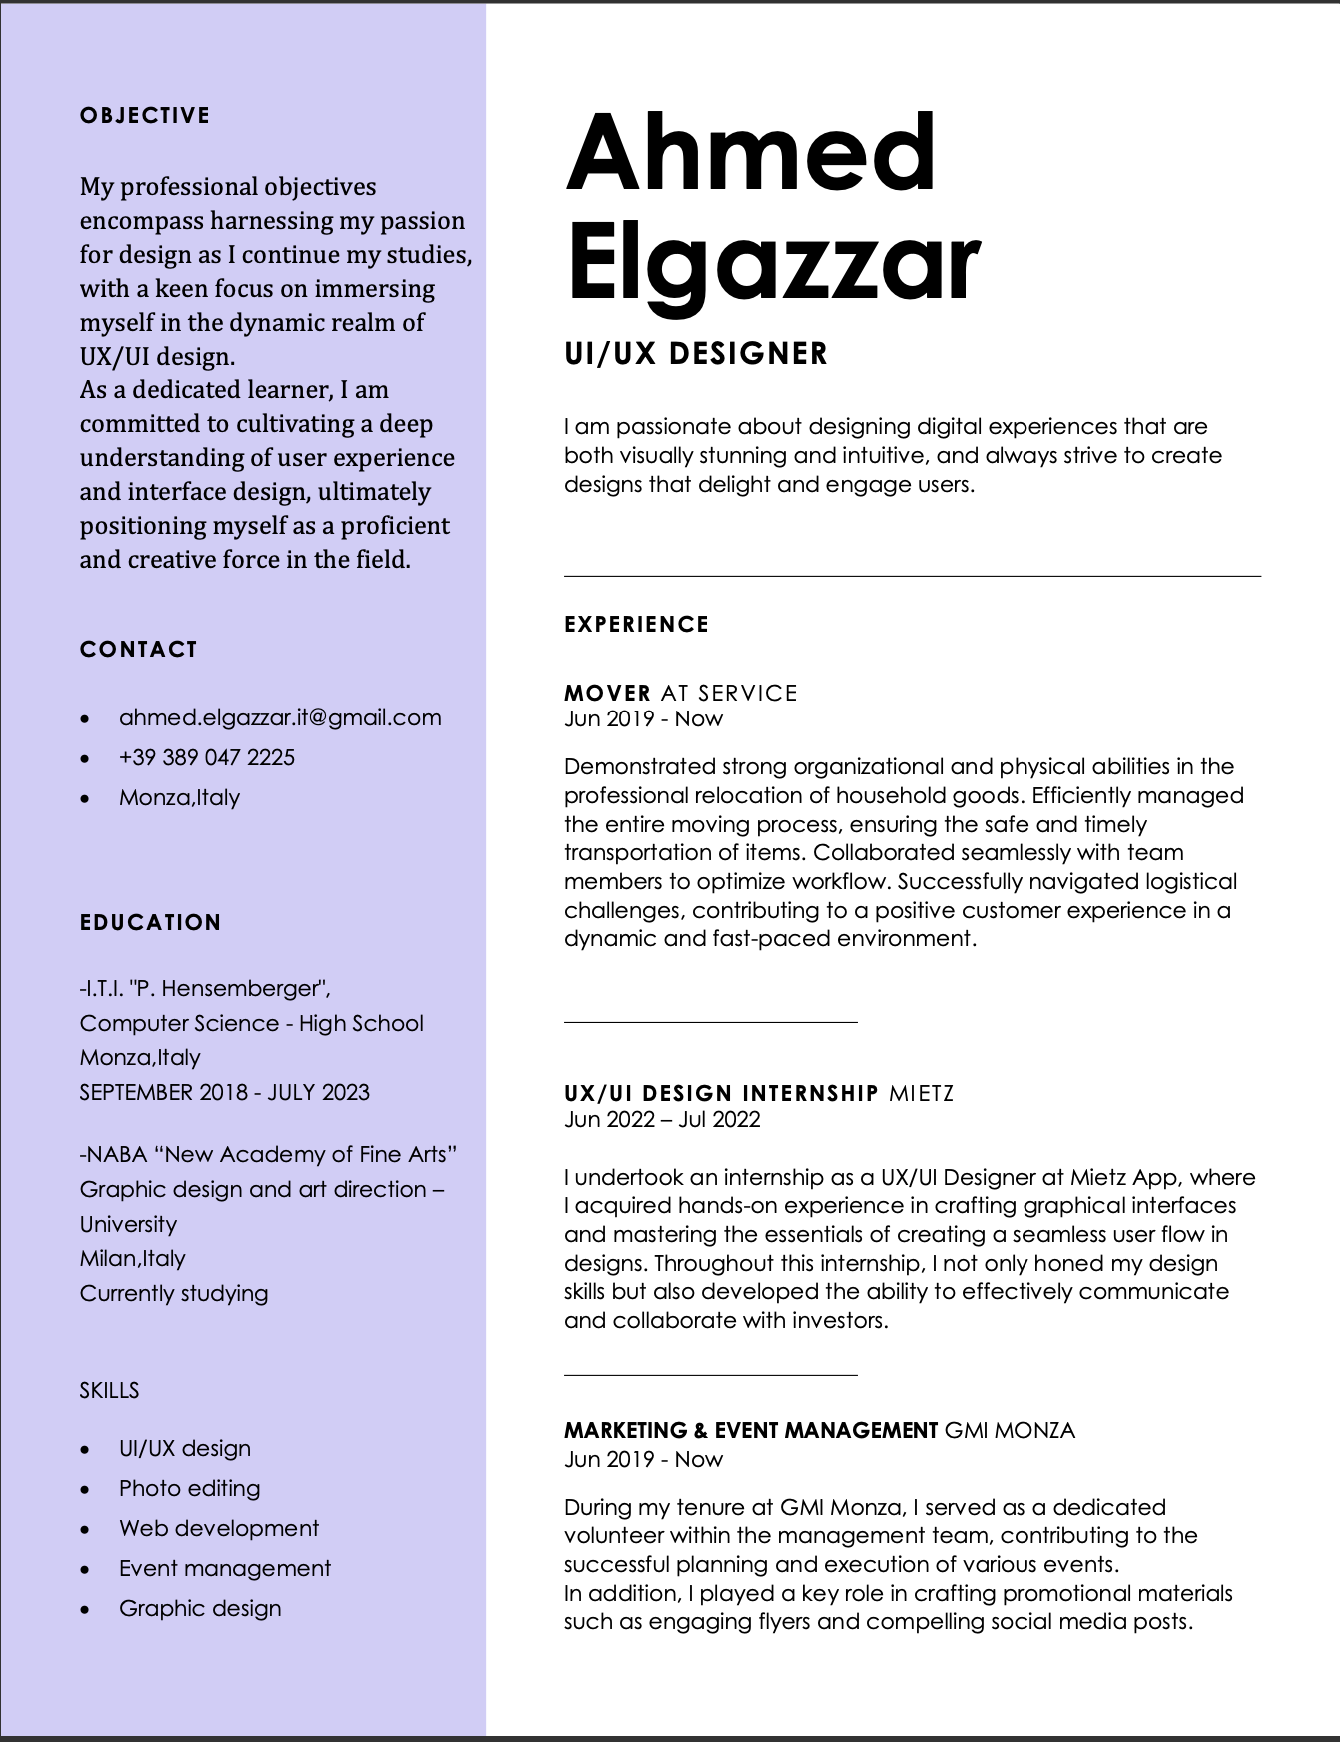 OBJECTIVE
My professional objectives
encompass harnessing my passion
for design as I continue my studies,
with a keen focus on immersing
myself in the dynamic realm of
UX/UI design.
As a dedicated learner, I am
committed to cultivating a deep
understanding of user experience
and interface design, ultimately
positioning myself as a proficient
and creative force in the field.
CONTACT
• ahmed.elgazzar.it@gmail.com
• +39 389 047 2225
• Monza,Italy
EDUCATION
-I.T.I. "P. Hensemberger",
Computer Science - High School
Monza,Italy
SEPTEMBER 2018 - JULY 2023
-NABA “New Academy of Fine Arts”
Graphic design and art direction –
University
Milan,Italy
Currently studying
SKILLS
• UI/UX design
• Photo editing
• Web development
• Event management
• Graphic design
Ahmed
Elgazzar
UI/UX DESIGNER
I am passionate about designing digital experiences that are
both visually stunning and intuitive, and always strive to create
designs that delight and engage users.
EXPERIENCE
MOVER AT SERVICE
Jun 2019 - Now
Demonstrated strong organizational and physical abilities in the
professional relocation of household goods. Efficiently managed
the entire moving process, ensuring the safe and timely
transportation of items. Collaborated seamlessly with team
members to optimize workflow. Successfully navigated logistical
challenges, contributing to a positive customer experience in a
dynamic and fast-paced environment.
UX/UI DESIGN INTERNSHIP MIETZ
Jun 2022 – Jul 2022
I undertook an internship as a UX/UI Designer at Mietz App, where
I acquired hands-on experience in crafting graphical interfaces
and mastering the essentials of creating a seamless user flow in
designs. Throughout this internship, I not only honed my design
skills but also developed the ability to effectively communicate
and collaborate with investors.
MARKETING & EVENT MANAGEMENT GMI MONZA
Jun 2019 - Now
During my tenure at GMI Monza, I served as a dedicated
volunteer within the management team, contributing to the
successful planning and execution of various events.
In addition, I played a key role in crafting promotional materials
such as engaging flyers and compelling social media posts.